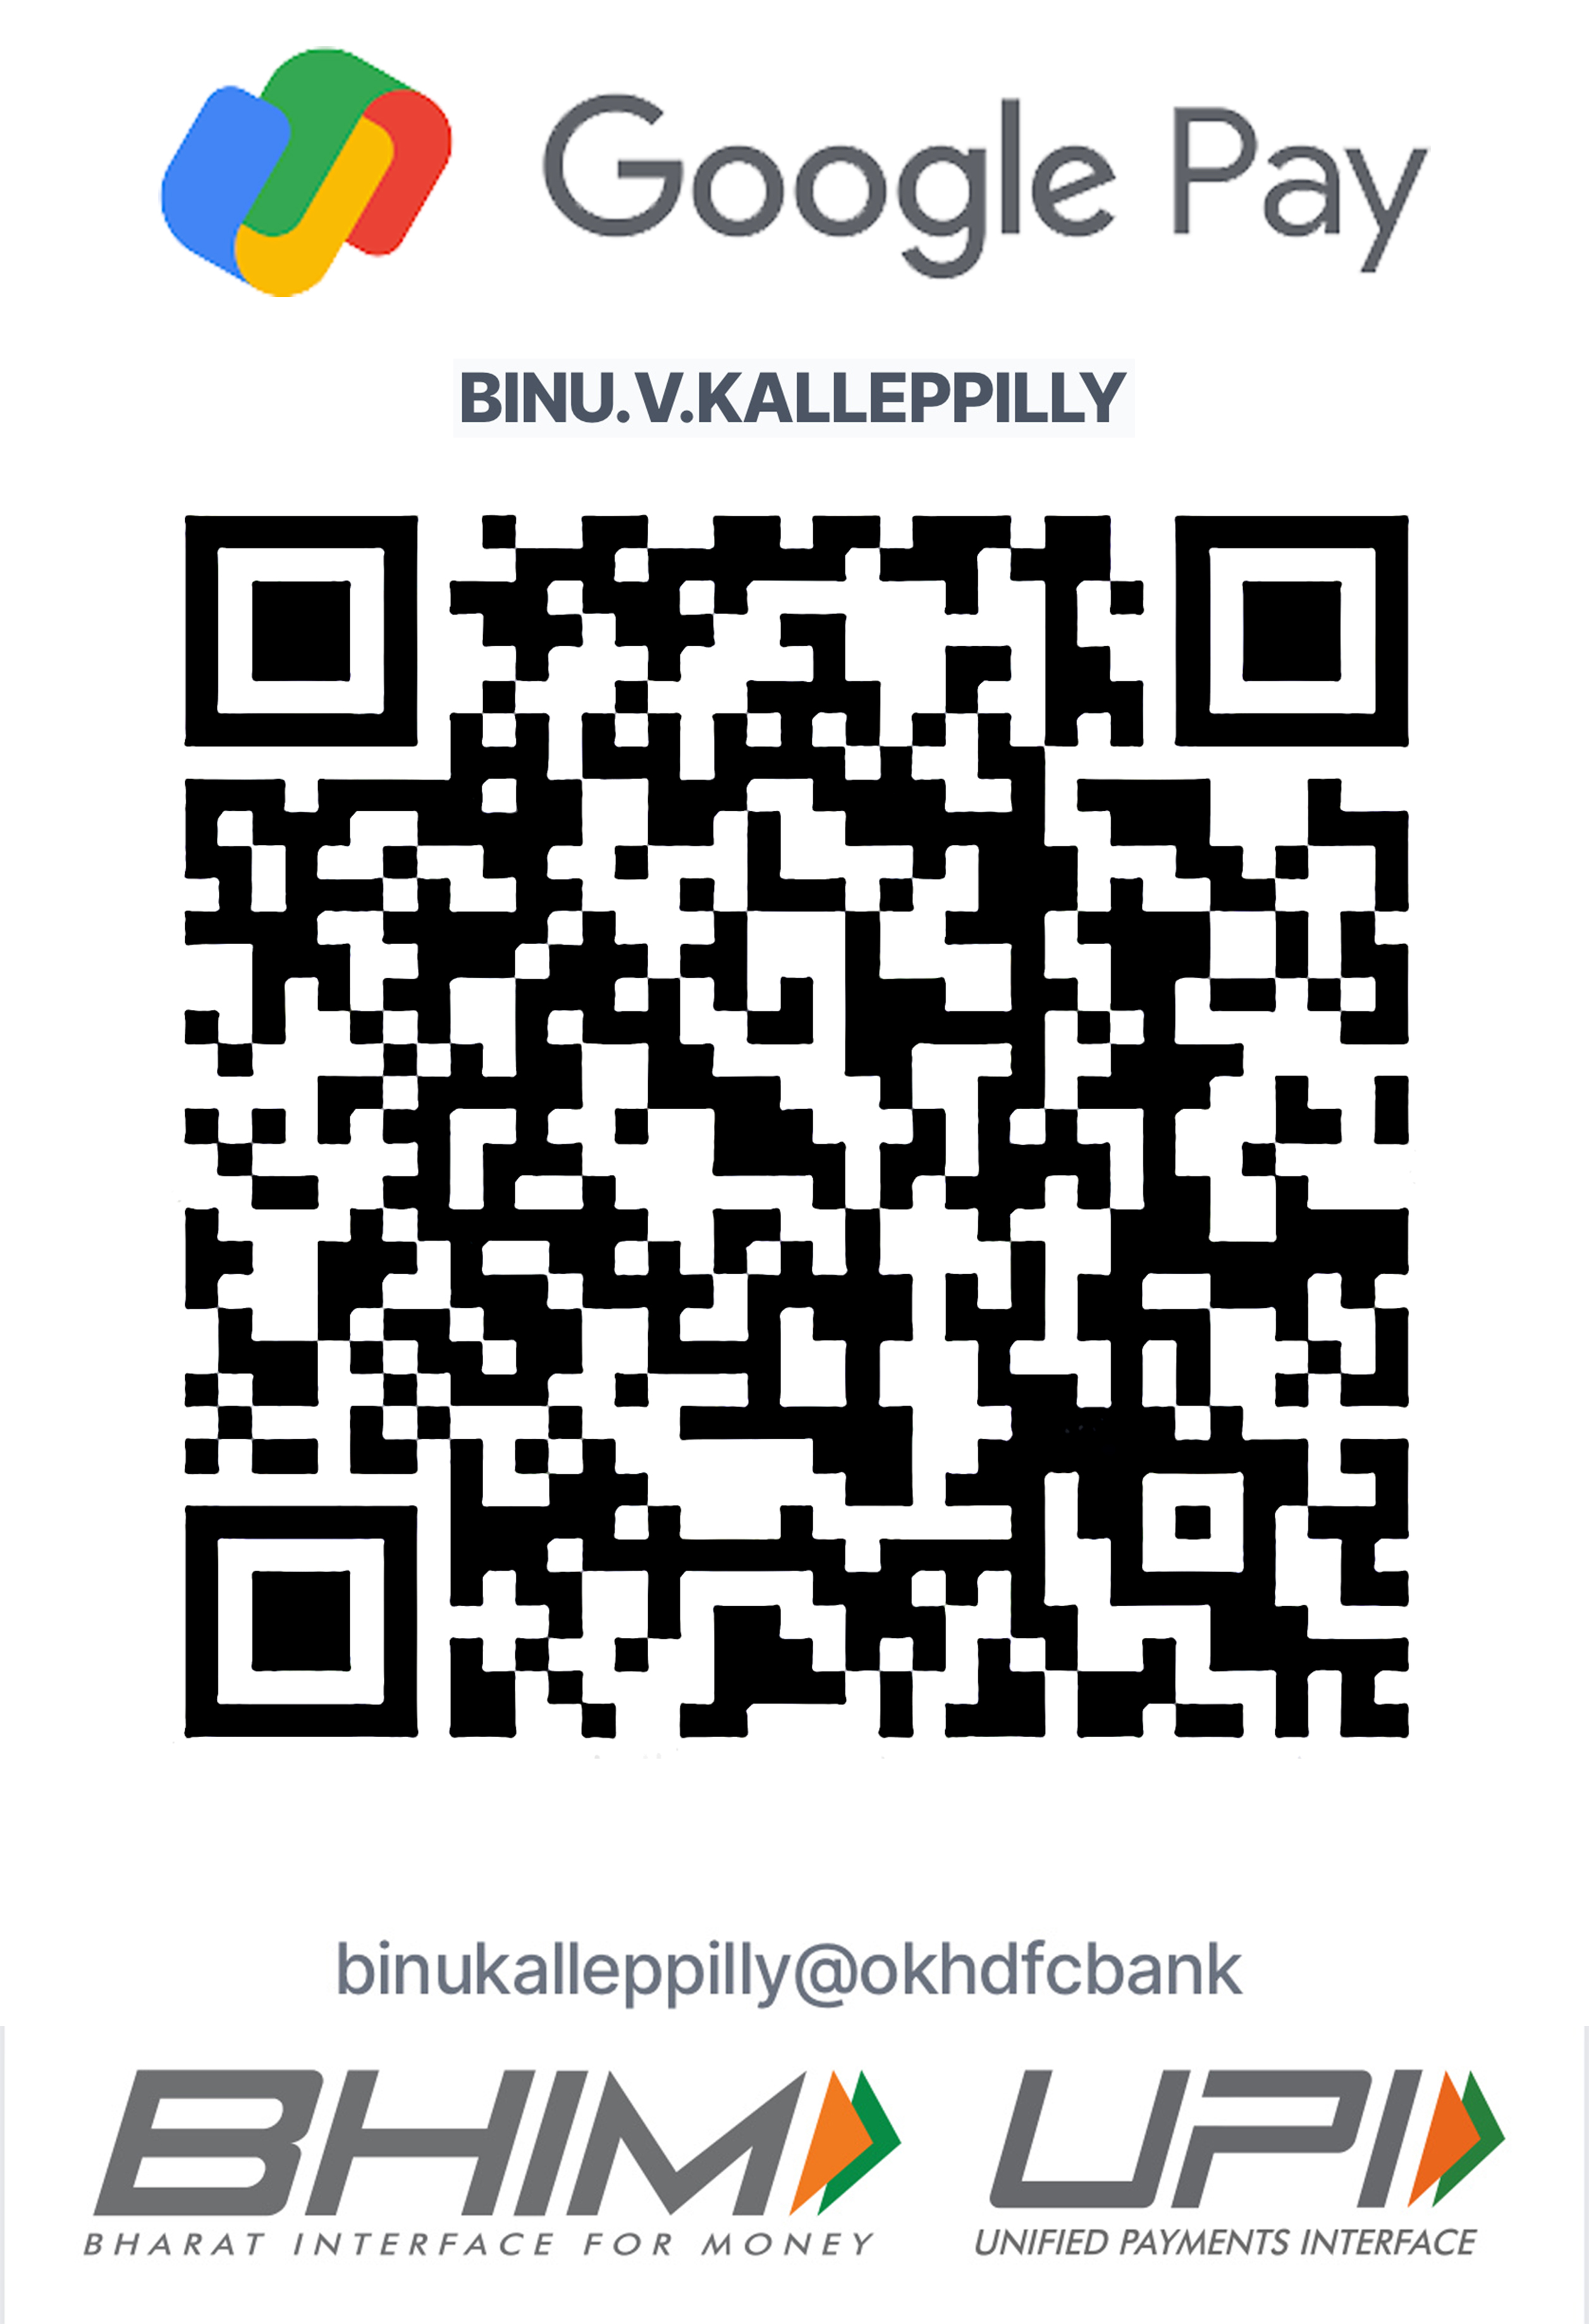 Google Pay
BINU.V.KALLEPPILLY
binukalleppilly@okhdfcbank
BHIM UPI
BHARAT INTERFACE FOR MONEY UNIFIED PAYMENTS INTERFACE